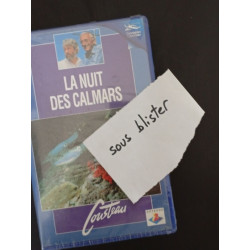 LA NUIT
DES CALMARS
sous blister
Cousteau